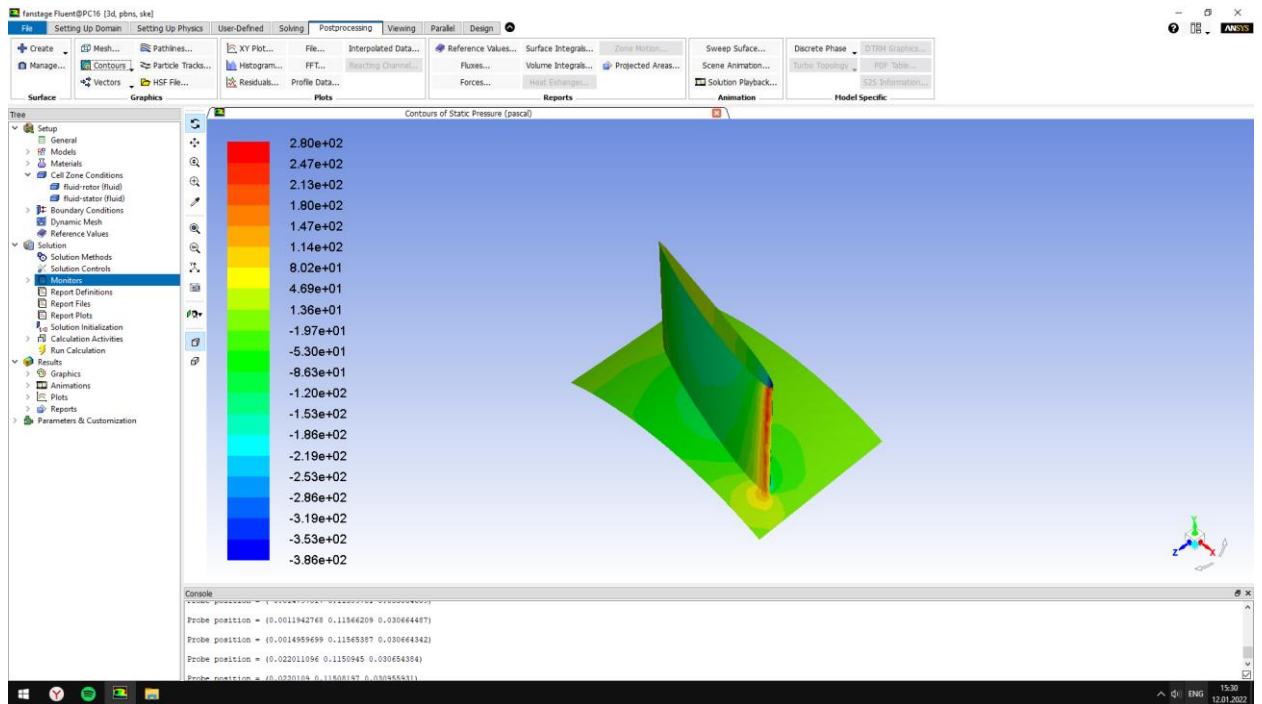 fanstage Fluent@PC16 [3d, pbns, ske]
File Setting Up Domain Setting Up Physics User-Defined Solving Postprocessing Viewing Parallel Design
ANSYS
Create Mesh... Pathlines... XY Plot... File... Interpolated Data... Reference Values... Surface Integrals... Zone Motion... Sweep Suface... Discrete Phase DTRM Graphics...
Manage... Contours Particle Tracks... Histogram... FFT... Reacting Channel... Fluxes... Volume Integrals... Projected Areas... Scene Animation... Turbo Topology PDF Table...
Vectors HSF File... Residuals... Profile Data... Forces... Heat Exhanger... Solution Playback... S2S Information...
Surface Graphics Plots Reports Animation Model Specific
Tree
Setup
General
Models
Materials
Cell Zone Conditions
fluid-rotor (fluid)
fluid-stator (fluid)
Boundary Conditions
Dynamic Mesh
Reference Values
Solution
Solution Methods
Solution Controls
Monitors
Report Definitions
Report Files
Report Plots
Solution Initialization
Calculation Activities
Run Calculation
Results
Graphics
Animations
Plots
Reports
Parameters & Customization
Contours of Static Pressure (pascal)
2.80e+02
2.47e+02
2.13e+02
1.80e+02
1.47e+02
1.14e+02
8.02e+01
4.69e+01
1.36e+01
-1.97e+01
-5.30e+01
-8.63e+01
-1.20e+02
-1.53e+02
-1.86e+02
-2.19e+02
-2.53e+02
-2.86e+02
-3.19e+02
-3.53e+02
-3.86e+02
Y
Z X
Console
Probe position = (0.0011942768 0.11566209 0.030664487)
Probe position = (0.0014959699 0.11565387 0.030664342)
Probe position = (0.022011096 0.1150945 0.030654384)
Probe position = (0.0220109 0.11508197 0.030955931)
ENG
15:30
12.01.2022